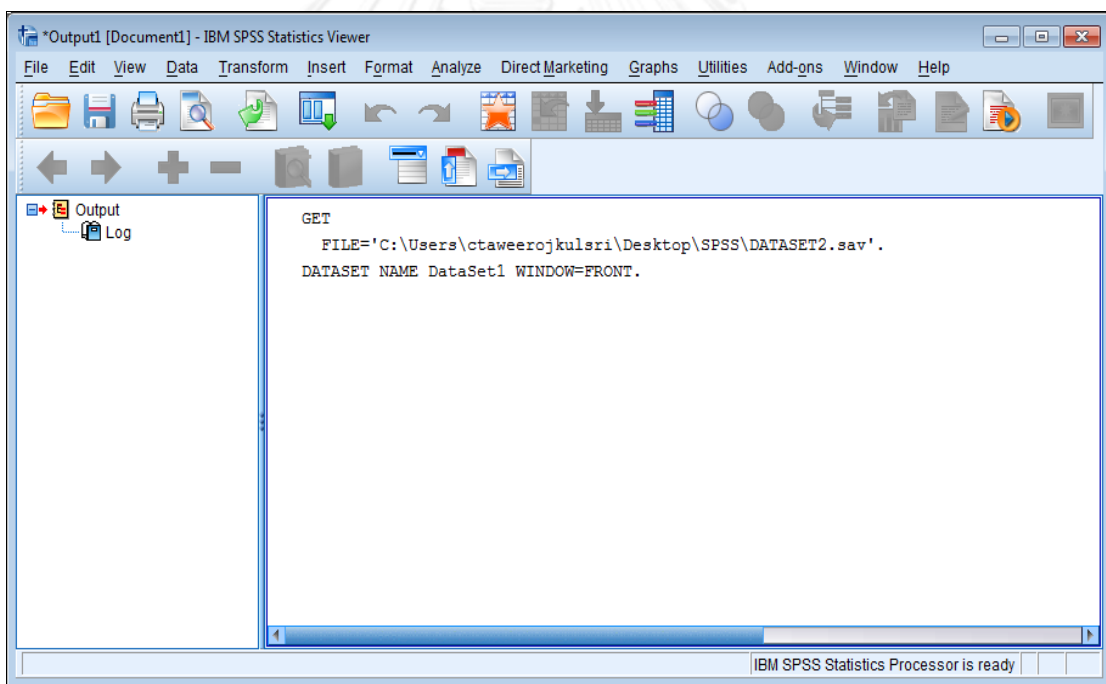 *Output1 [Document1] - IBM SPSS Statistics Viewer
File Edit View Data Transform Insert Format Analyze Direct Marketing Graphs Utilities Add-ons Window Help
Output
Log
GET
FILE='C:\Users\ctaweerojkulsri\Desktop\SPSS\DATASET2.sav'.
DATASET NAME DataSet1 WINDOW=FRONT.
IBM SPSS Statistics Processor is ready